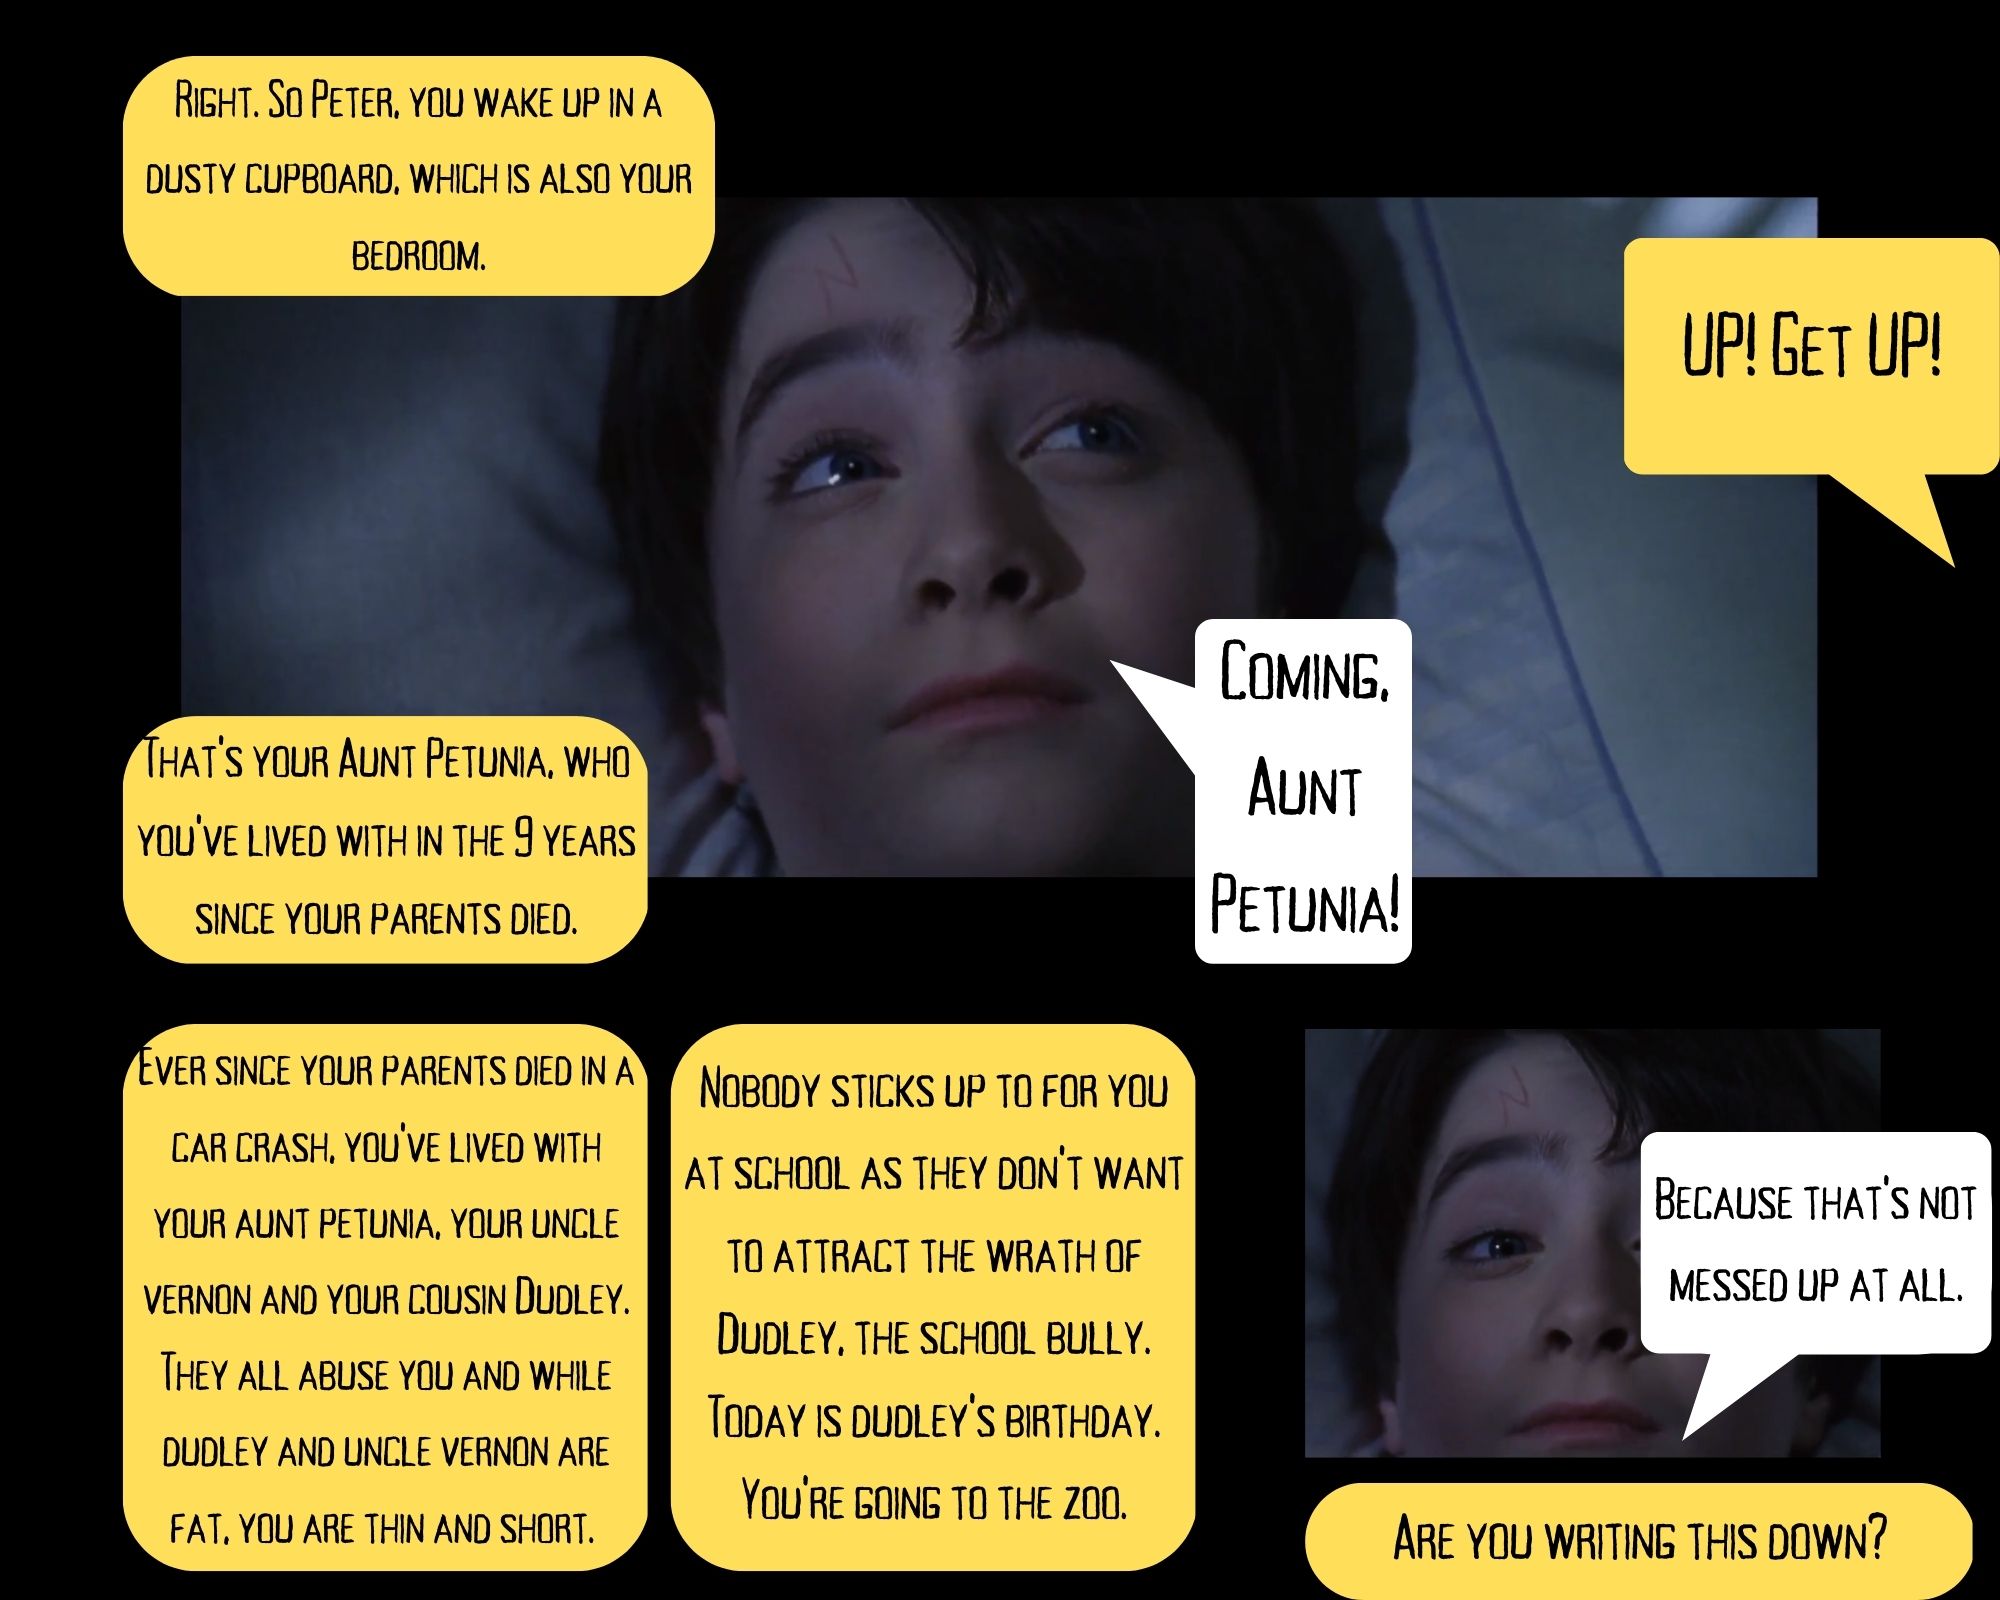 Right. So Peter, you wake up in a
dusty cupboard, which is also your
bedroom.
UP! Get UP!
Coming,
Aunt
Petunia!
That's your Aunt Petunia, who
you've lived with in the 9 years
since your parents died.
Ever since your parents died in a
car crash, you've lived with
your aunt petunia, your uncle
vernon and your cousin Dudley.
They all abuse you and while
dudley and uncle vernon are
fat, you are thin and short.
Nobody sticks up to for you
at school as they don't want
to attract the wrath of
Dudley, the school bully.
Today is dudley's birthday.
You're going to the zoo.
Because that's not
messed up at all.
Are you writing this down?